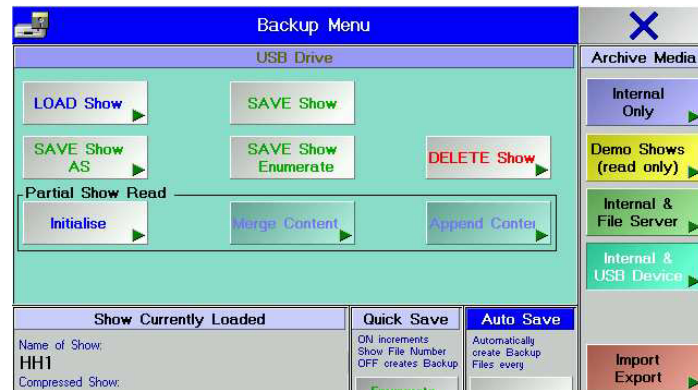 Backup Menu
USB Drive
LOAD Show
SAVE Show
SAVE Show
AS
SAVE Show
Enumerate
DELETE Show
Partial Show Read
Initialise
Merge Content
Append Conter
Show Currently Loaded
Name of Show:
HH1
Compressed Show:
Quick Save
ON increments
Show File Number
OFF creates Backup
Enumerate
Auto Save
Automatically
create Backup
Files every
Archive Media
Internal
Only
Demo Shows
(read only)
Internal &
File Server
Internal &
USB Device
Import
Export